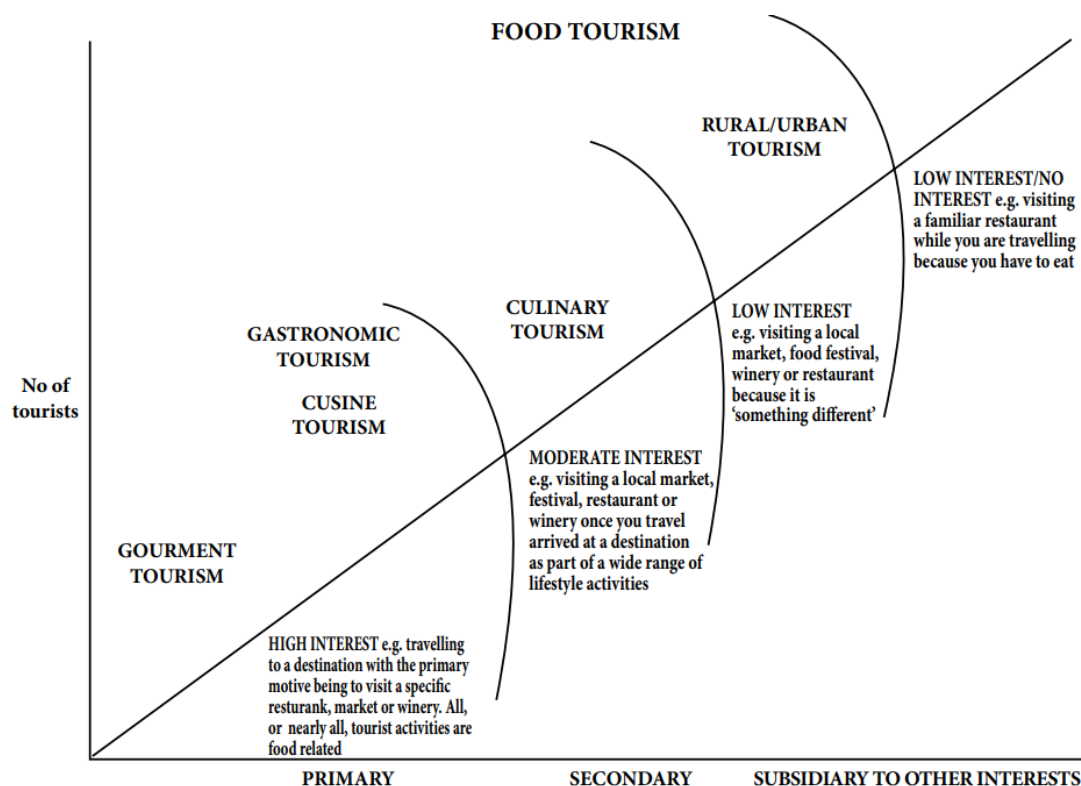 FOOD TOURISM
RURAL/URBAN
TOURISM
LOW INTEREST/NO
INTEREST e.g. visiting
a familiar restaurant
while you are travelling
because you have to eat
CULINARY
TOURISM
LOW INTEREST
e.g. visiting a local
market, food festival,
winery or restaurant
because it is
‘something different’
GASTRONOMIC
TOURISM
CUSINE
TOURISM
No of
tourists
MODERATE INTEREST
e.g. visiting a local market,
festival, restaurant or
winery once you travel
arrived at a destination
as part of a wide range of
lifestyle activities
GOURMENT
TOURISM
HIGH INTEREST e.g. travelling
to a destination with the primary
motive being to visit a specific
resturank, market or winery. All,
or nearly all, tourist activities are
food related
PRIMARY
SECONDARY
SUBSIDIARY TO OTHER INTERESTS